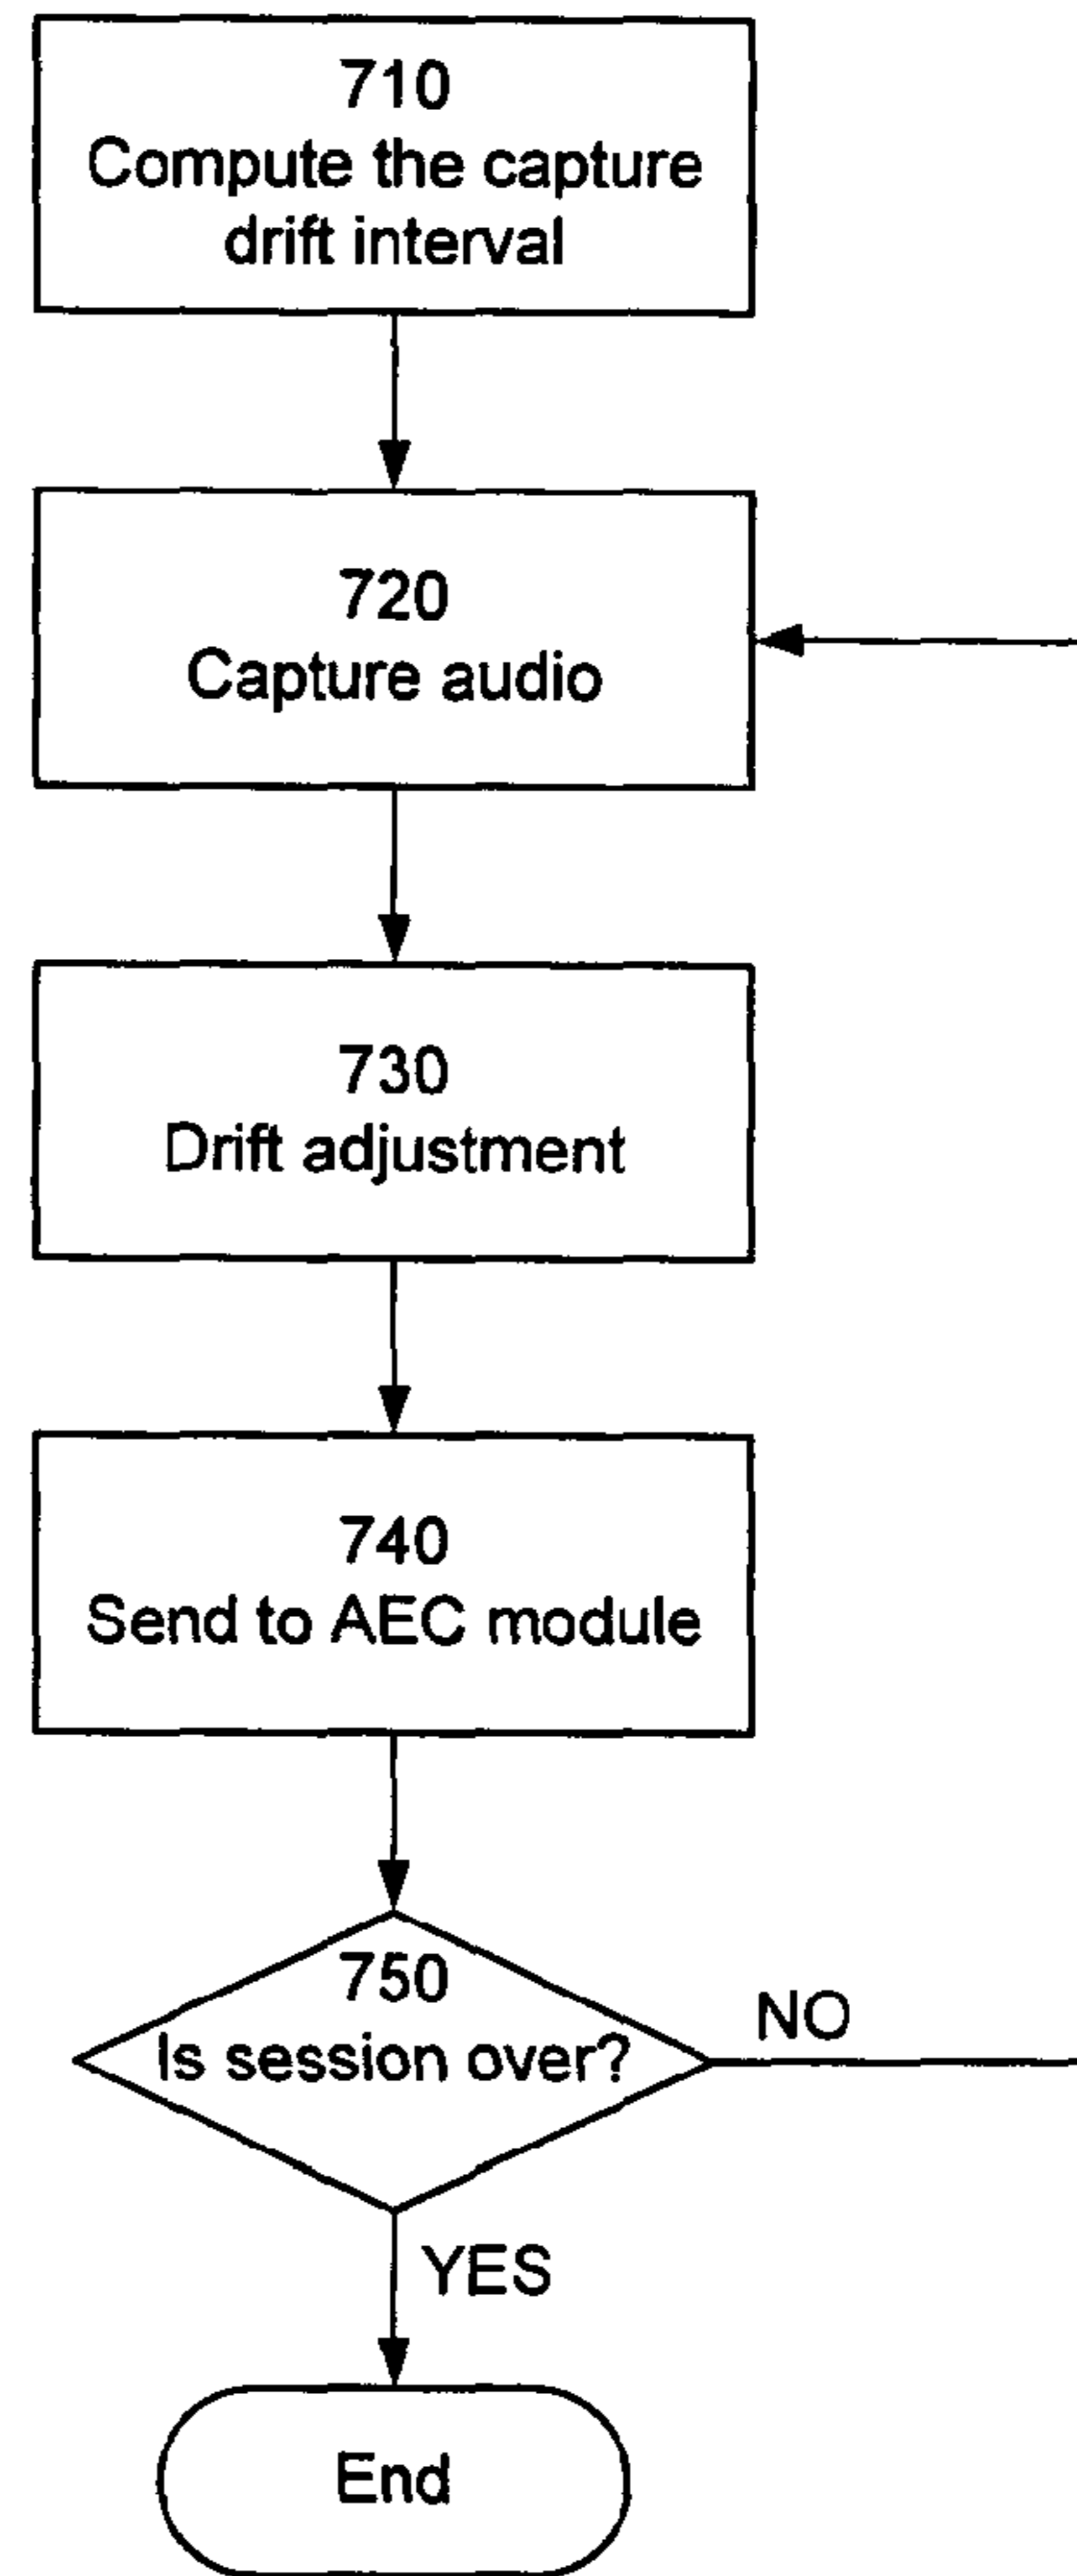 710
Compute the capture
drift interval
720
Capture audio
730
Drift adjustment
740
Send to AEC module
750
Is session over?
NO
YES
End